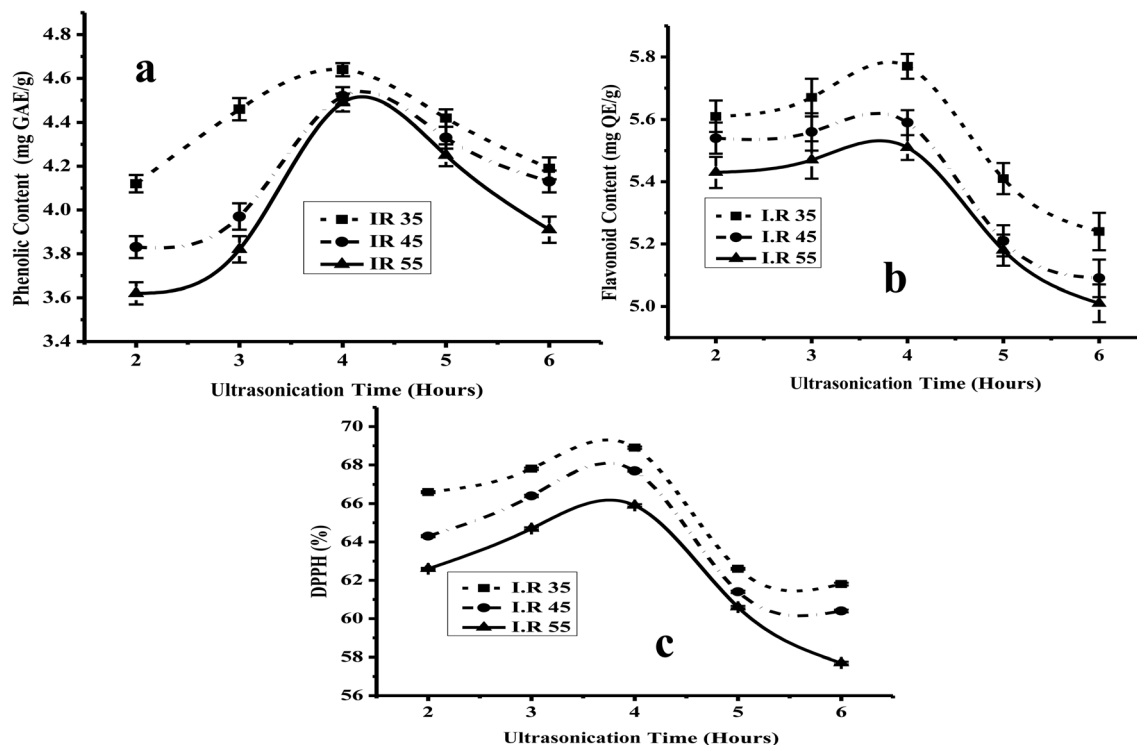 a
Phenolic Content (mg GAE/g)
4.8
4.6
4.4
4.2
4.0
3.8
3.6
3.4
IR 35
IR 45
IR 55
2 3 4 5 6
Ultrasonication Time (Hours)
b
Flavonoid Content (mg QE/g)
5.8
5.6
5.4
5.2
5.0
I.R 35
I.R 45
I.R 55
2 3 4 5 6
Ultrasonication Time (Hours)
c
DPPH (%)
70
68
66
64
62
60
58
56
I.R 35
I.R 45
I.R 55
2 3 4 5 6
Ultrasonication Time (Hours)